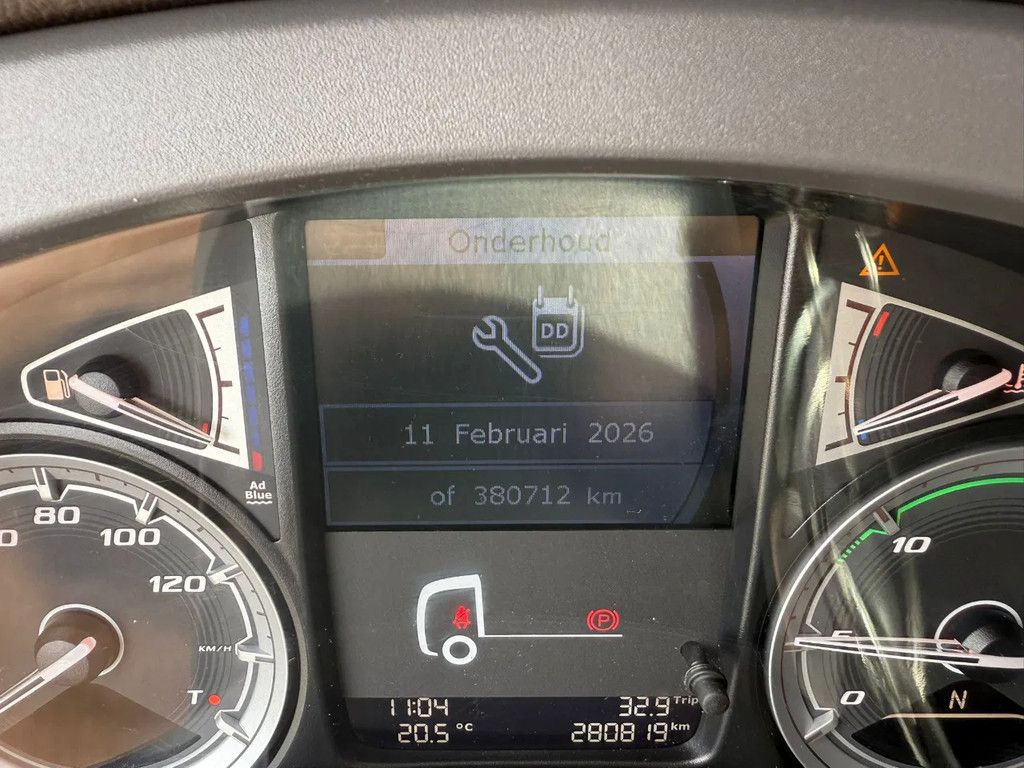 Onderhoud
DD
11 Februari 2026
of 380712 km
Ad
Blue
80
100
120
KM/H
T
P
11:04
32.9 Trip
20.5 °C
280819 km
10
0
N